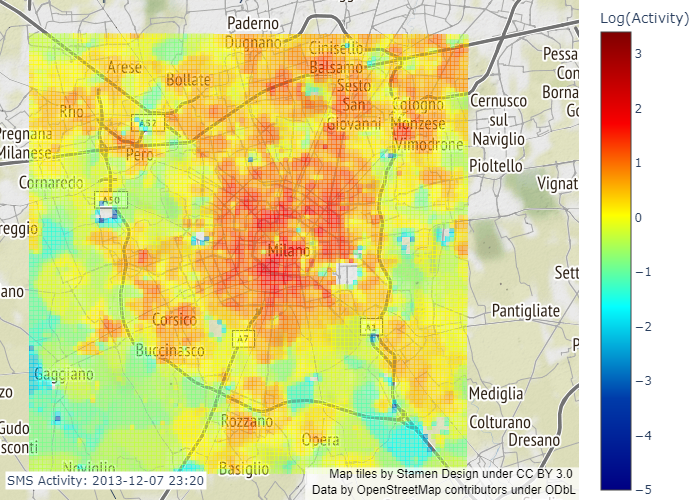 Paderno
Dugnano
Cinisello
Balsamo
Arese
Bollate
Sesto
San
Giovanni
Rho
A52
Cologno
Monzese
Vimodrone
Pero
Pregnana
Milanese
Cornaredo
A50
Milano
Corsico
Buccinasco
A7
A1
Gaggiano
Rozzano
Opera
Noviglio
Basiglio
Cernusco
sul
Naviglio
Pioltello
Pantigliate
Mediglia
Colturano
Dresano
Pessa
Con
Borna
Go
Vignat
Sett
P
reggio
ano
zo
Gudo
sconti
SMS Activity: 2013-12-07 23:20
Map tiles by Stamen Design under CC BY 3.0
Data by OpenStreetMap contributors under ODbL
Log(Activity)
3
2
1
0
−1
−2
−3
−4
−5